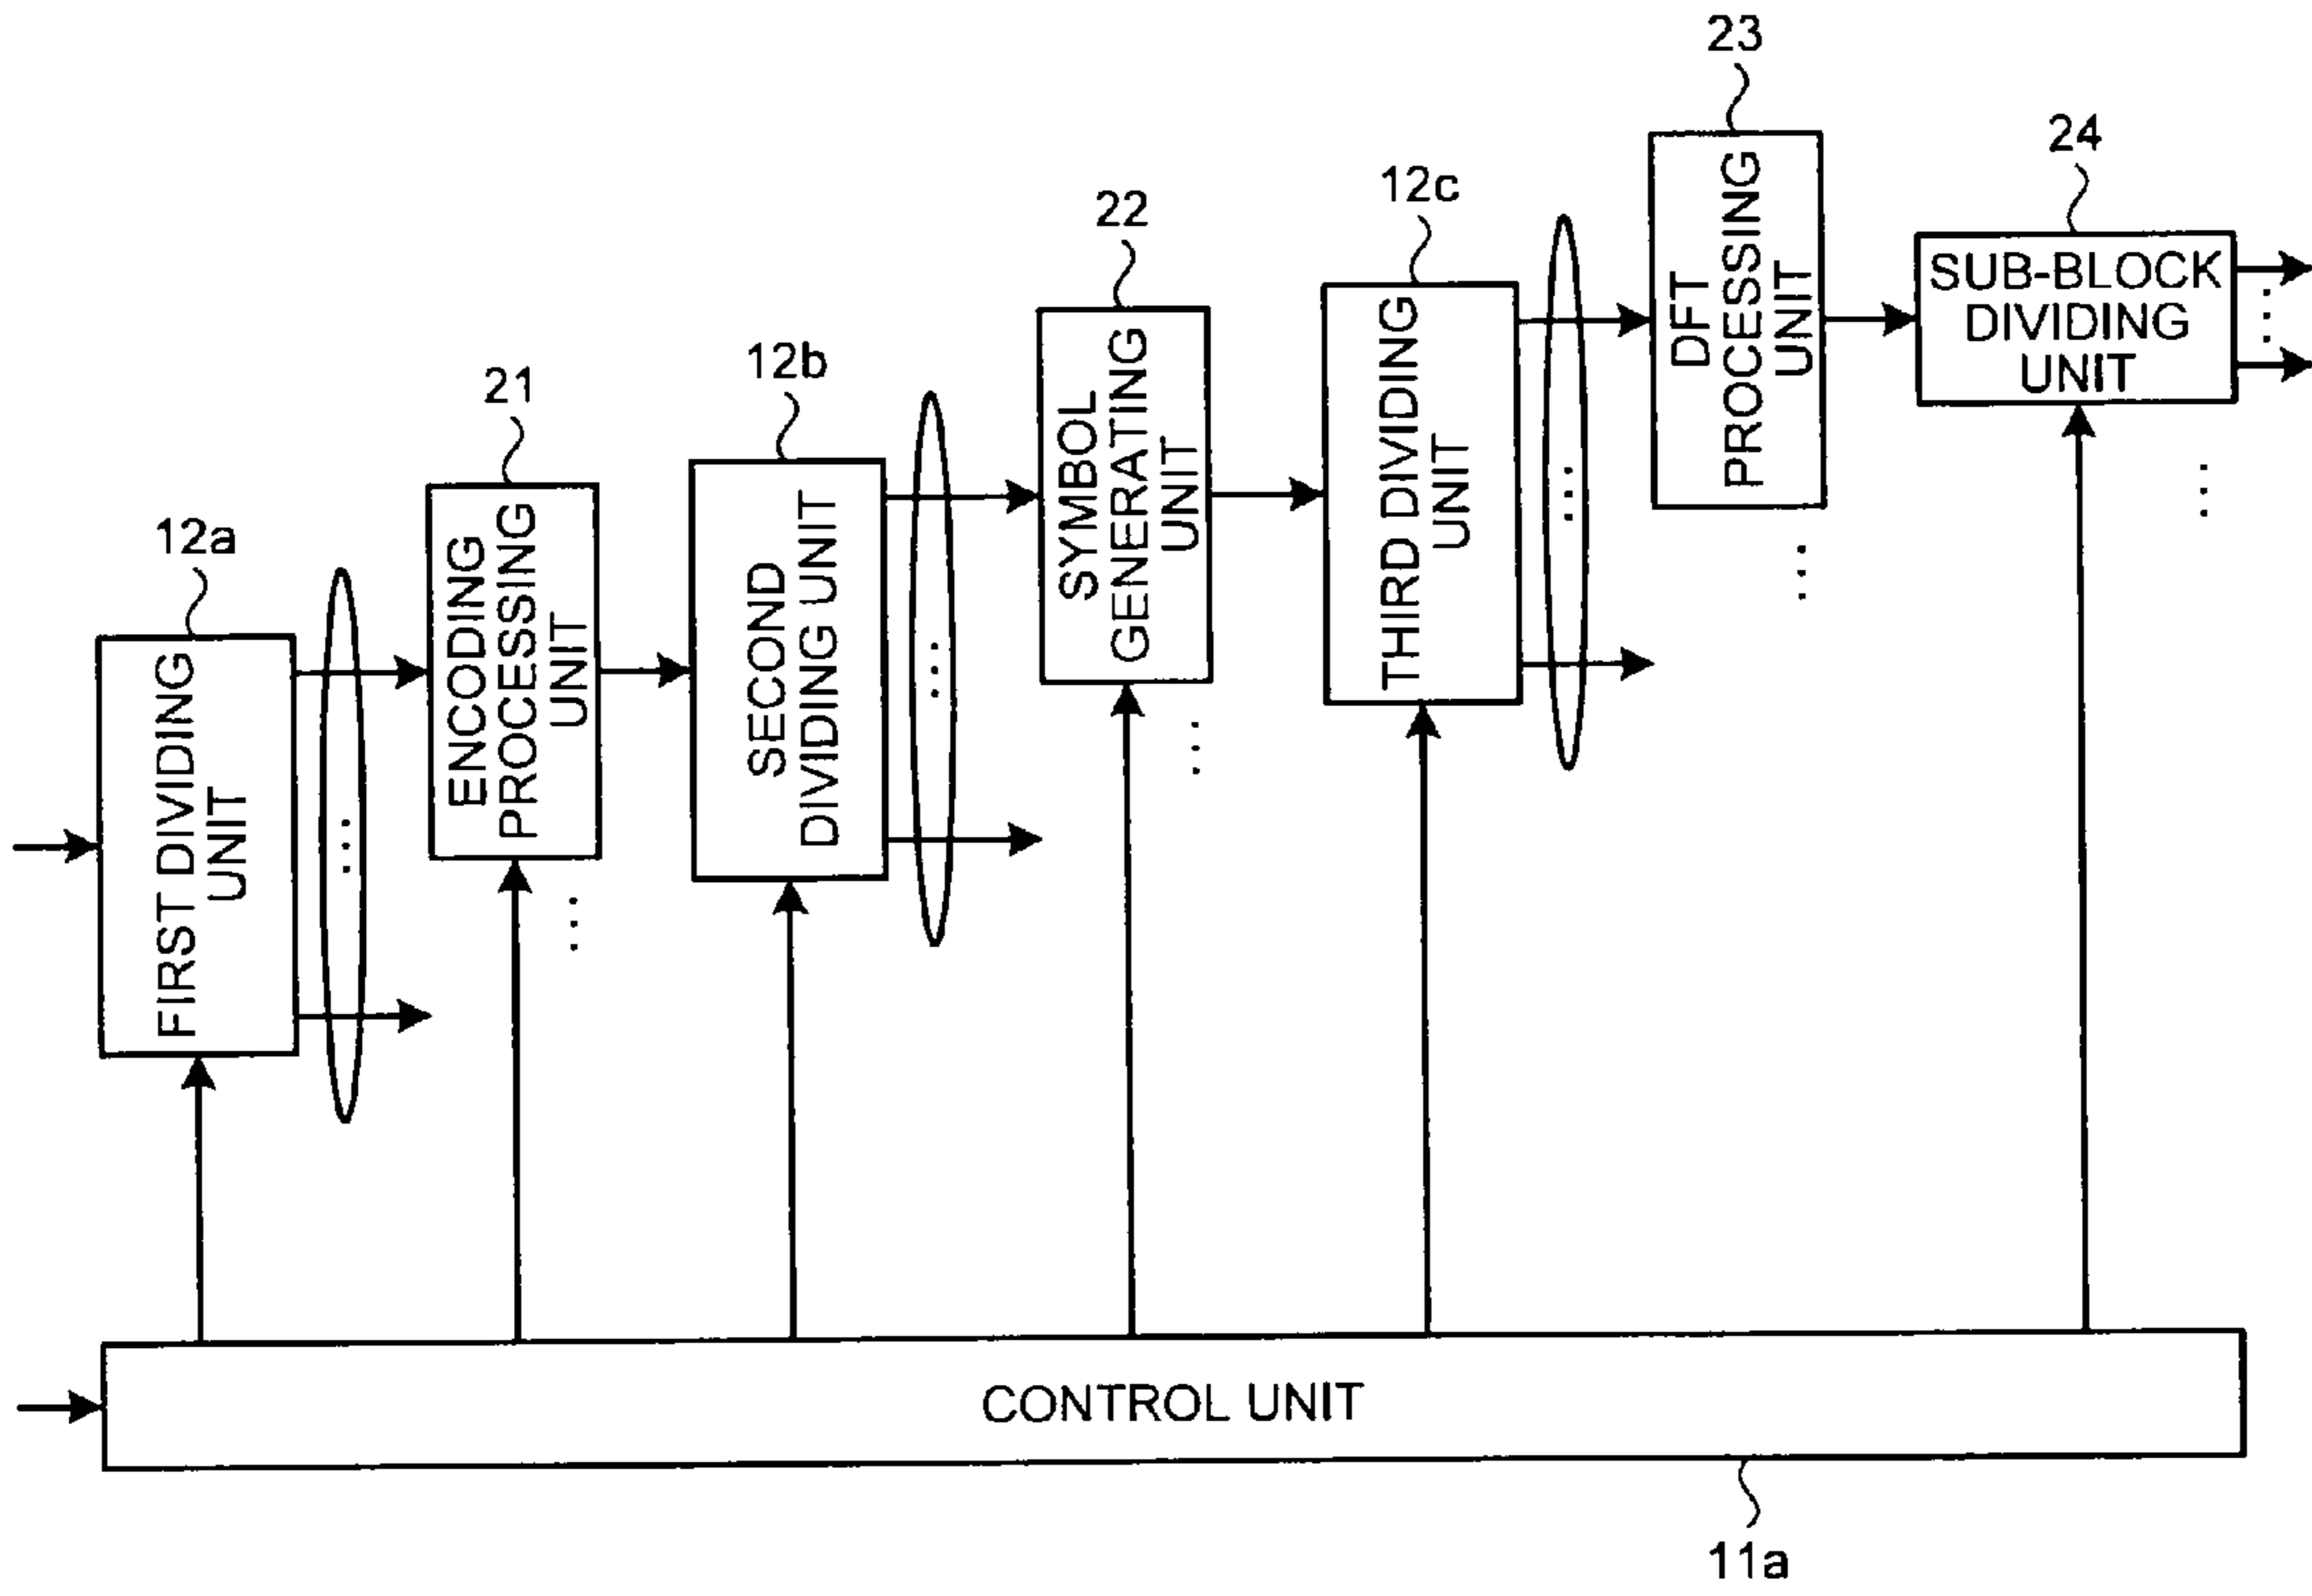 23
24
12c
22
12b
21
12a
FIRST DIVIDING
UNIT
ENCODING
PROCESSING
UNIT
SECOND
DIVIDING UNIT
SYMBOL
GENERATING
UNIT
THIRD DIVIDING
UNIT
DFT
PROCESSING
UNIT
SUB-BLOCK
DIVIDING
UNIT
CONTROL UNIT
11a